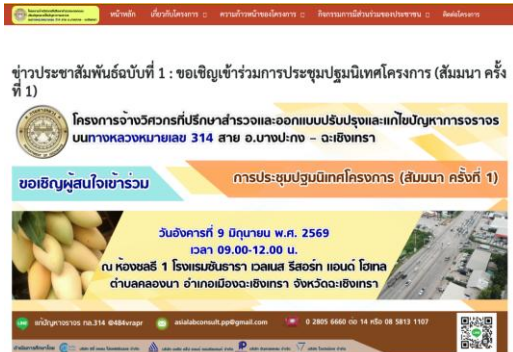 หน้าหลัก เกี่ยวกับโครงการ ความก้าวหน้าของโครงการ กิจกรรมการมีส่วนร่วมของประชาชน ติดต่อโครงการ
ข่าวประชาสัมพันธ์ฉบับที่ 1 : ขอเชิญเข้าร่วมการประชุมปฐมนิเทศโครงการ (สัมมนา ครั้ง
ที่ 1)
โครงการจ้างวิศวกรที่ปรึกษาสำรวจและออกแบบปรับปรุงและแก้ไขปัญหาการจราจร
บนทางหลวงหมายเลข 314 สาย อ.บางปะกง – ฉะเชิงเทรา
ขอเชิญผู้สนใจเข้าร่วม
การประชุมปฐมนิเทศโครงการ (สัมมนา ครั้งที่ 1)
วันอังคารที่ 9 มิถุนายน พ.ศ. 2569
เวลา 09.00-12.00 น.
ณ ห้องชลธี 1 โรงแรมซันธารา เวลเนส รีสอร์ท แอนด์ โฮเทล
ตำบลคลองนา อำเภอเมืองฉะเชิงเทรา จังหวัดฉะเชิงเทรา
แก้ปัญหาจราจร ทล.314 @484vrapr asialabconsult.pp@gmail.com 0 2805 6660 ต่อ 14 หรือ 08 5813 1107